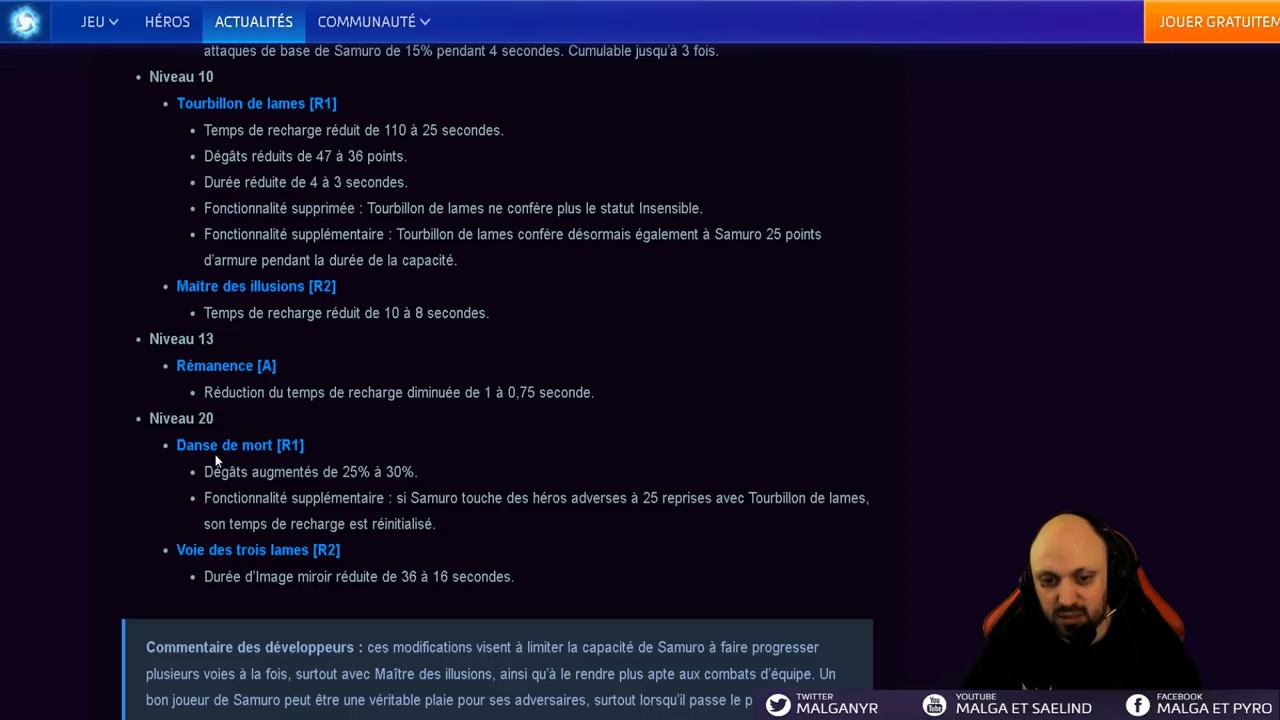 JEU HÉROS ACTUALITÉS COMMUNAUTÉ JOUER GRATUITEM
attaques de base de Samuro de 15% pendant 4 secondes. Cumulable jusqu'à 3 fois.
Niveau 10
Tourbillon de lames [R1]
Temps de recharge réduit de 110 à 25 secondes.
Dégâts réduits de 47 à 36 points.
Durée réduite de 4 à 3 secondes.
Fonctionnalité supprimée : Tourbillon de lames ne confère plus le statut Insensible.
Fonctionnalité supplémentaire : Tourbillon de lames confère désormais également à Samuro 25 points
d'armure pendant la durée de la capacité.
Maître des illusions [R2]
Temps de recharge réduit de 10 à 8 secondes.
Niveau 13
Rémanence [A]
Réduction du temps de recharge diminuée de 1 à 0,75 seconde.
Niveau 20
Danse de mort [R1]
Dégâts augmentés de 25% à 30%.
Fonctionnalité supplémentaire : si Samuro touche des héros adverses à 25 reprises avec Tourbillon de lames,
son temps de recharge est réinitialisé.
Voie des trois lames [R2]
Durée d'Image miroir réduite de 36 à 16 secondes.
Commentaire des développeurs : ces modifications visent à limiter la capacité de Samuro à faire progresser
plusieurs voies à la fois, surtout avec Maître des illusions, ainsi qu'à le rendre plus apte aux combats d'équipe. Un
bon joueur de Samuro peut être une véritable plaie pour ses adversaires, surtout lorsqu'il passe le p
TWITTER
MALGANYR
YOUTUBE
MALGA ET SAELIND
FACEBOOK
MALGA ET PYRO